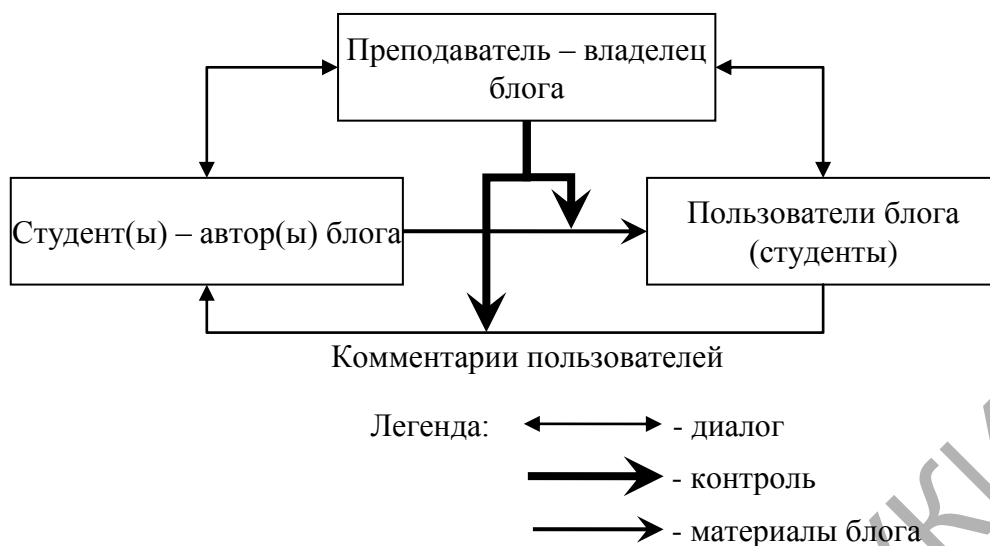 Преподаватель – владелец
блога
Студент(ы) – автор(ы) блога
Пользователи блога
(студенты)
Комментарии пользователей
Легенда:
- диалог
- контроль
- материалы блога